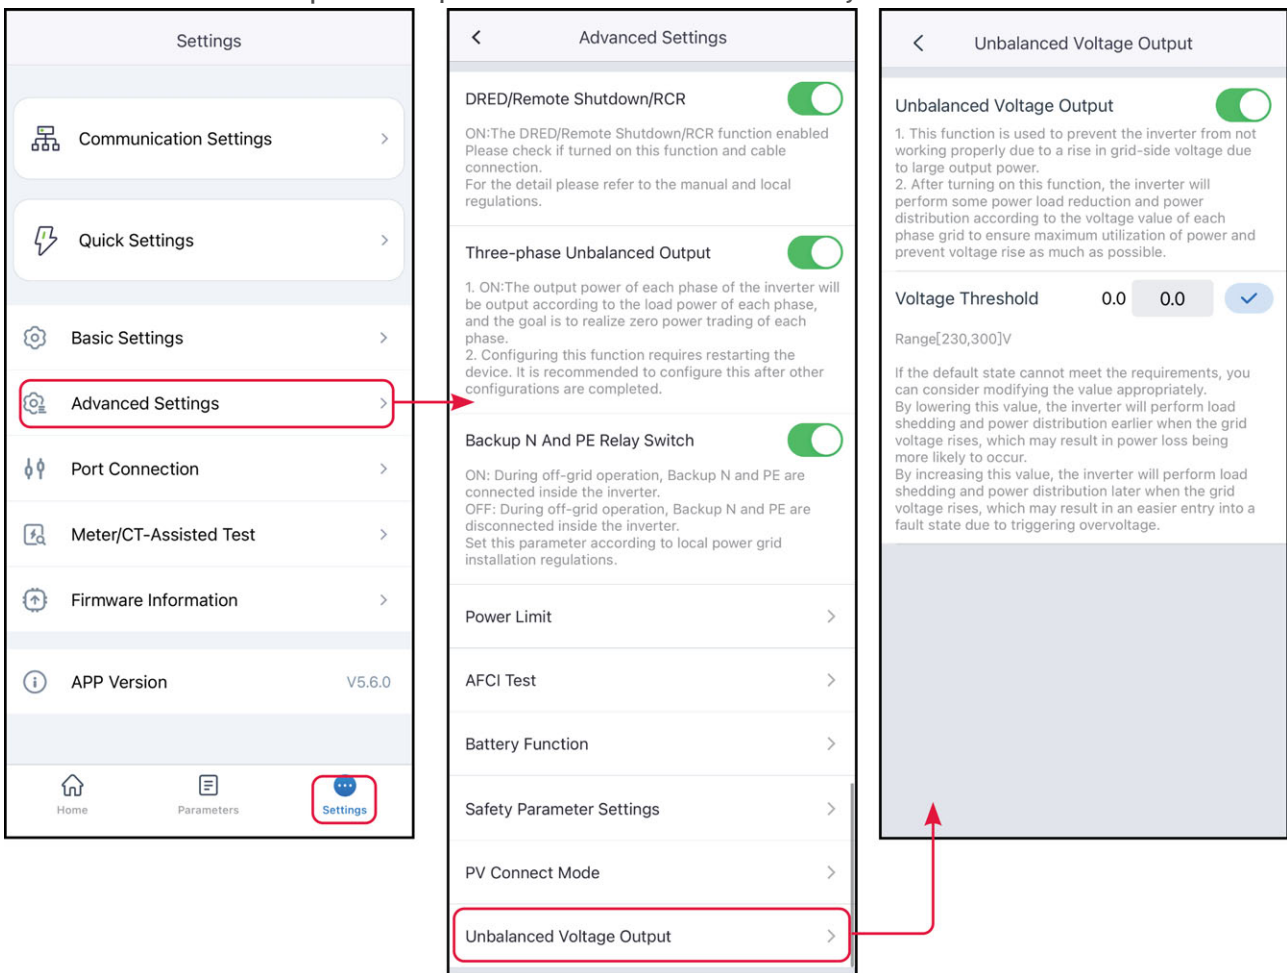 Settings
Communication Settings
Quick Settings
Basic Settings
Advanced Settings
Port Connection
Meter/CT-Assisted Test
Firmware Information
APP Version V5.6.0
Home Parameters Settings
Advanced Settings
DRED/Remote Shutdown/RCR
ON:The DRED/Remote Shutdown/RCR function enabled
Please check if turned on this function and cable
connection.
For the detail please refer to the manual and local
regulations.
Three-phase Unbalanced Output
1. ON:The output power of each phase of the inverter will
be output according to the load power of each phase,
and the goal is to realize zero power trading of each
phase.
2. Configuring this function requires restarting the
device. It is recommended to configure this after other
configurations are completed.
Backup N And PE Relay Switch
ON: During off-grid operation, Backup N and PE are
connected inside the inverter.
OFF: During off-grid operation, Backup N and PE are
disconnected inside the inverter.
Set this parameter according to local power grid
installation regulations.
Power Limit
AFCI Test
Battery Function
Safety Parameter Settings
PV Connect Mode
Unbalanced Voltage Output
Unbalanced Voltage Output
Unbalanced Voltage Output
1. This function is used to prevent the inverter from not
working properly due to a rise in grid-side voltage due
to large output power.
2. After turning on this function, the inverter will
perform some power load reduction and power
distribution according to the voltage value of each
phase grid to ensure maximum utilization of power and
prevent voltage rise as much as possible.
Voltage Threshold 0.0 0.0
Range[230,300]V
If the default state cannot meet the requirements, you
can consider modifying the value appropriately.
By lowering this value, the inverter will perform load
shedding and power distribution earlier when the grid
voltage rises, which may result in power loss being
more likely to occur.
By increasing this value, the inverter will perform load
shedding and power distribution later when the grid
voltage rises, which may result in an easier entry into a
fault state due to triggering overvoltage.